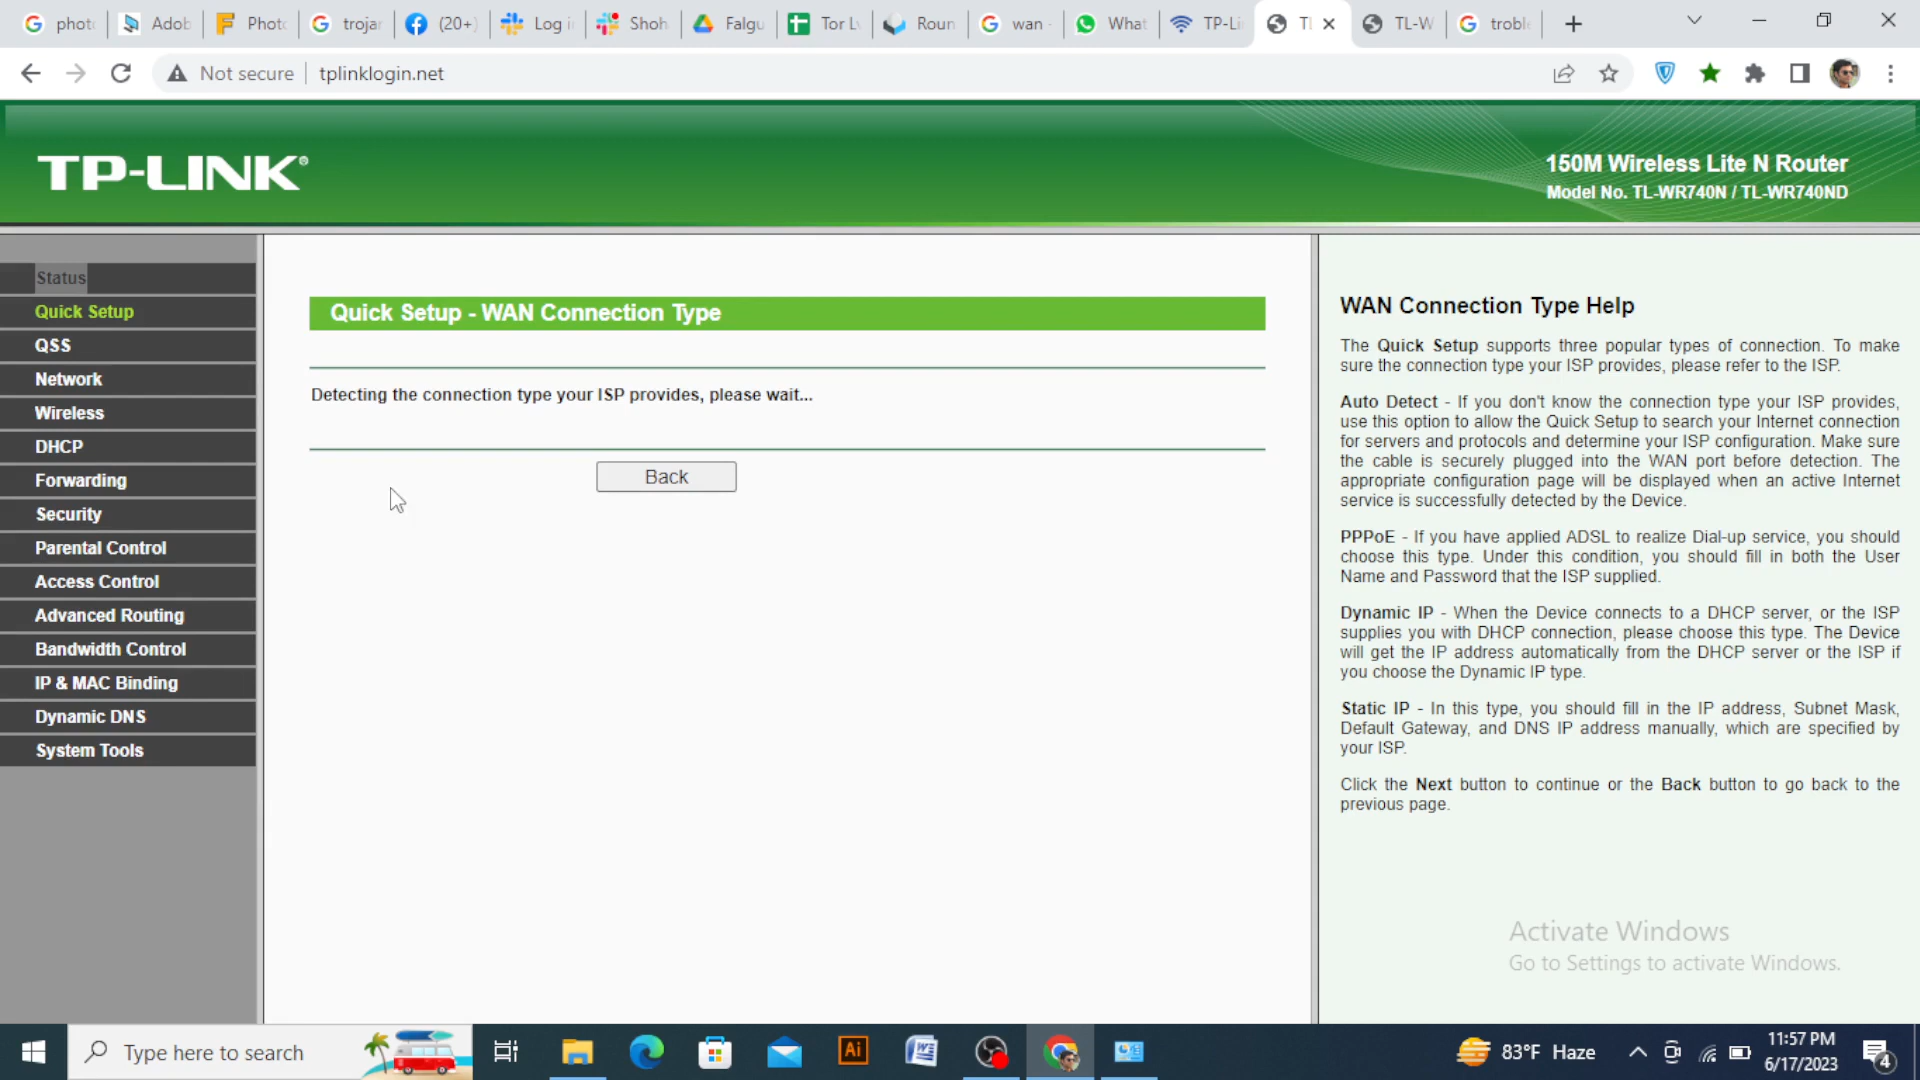 phot
Adob
Phot
trojar
(20+)
Log i
Shoh
Falgu
Tor L
Roun
wan
What
TP-Li
TL
TL-W
trobl
Not secure
tplinklogin.net
TP-LINK®
150M Wireless Lite N Router
Model No. TL-WR740N / TL-WR740ND
Status
Quick Setup
QSS
Network
Wireless
DHCP
Forwarding
Security
Parental Control
Access Control
Advanced Routing
Bandwidth Control
IP & MAC Binding
Dynamic DNS
System Tools
Quick Setup - WAN Connection Type
Detecting the connection type your ISP provides, please wait...
Back
WAN Connection Type Help
The Quick Setup supports three popular types of connection. To make
sure the connection type your ISP provides, please refer to the ISP.
Auto Detect - If you don't know the connection type your ISP provides,
use this option to allow the Quick Setup to search your Internet connection
for servers and protocols and determine your ISP configuration. Make sure
the cable is securely plugged into the WAN port before detection. The
appropriate configuration page will be displayed when an active Internet
service is successfully detected by the Device.
PPPoE - If you have applied ADSL to realize Dial-up service, you should
choose this type. Under this condition, you should fill in both the User
Name and Password that the ISP supplied.
Dynamic IP - When the Device connects to a DHCP server, or the ISP
supplies you with DHCP connection, please choose this type. The Device
will get the IP address automatically from the DHCP server or the ISP if
you choose the Dynamic IP type.
Static IP - In this type, you should fill in the IP address, Subnet Mask,
Default Gateway, and DNS IP address manually, which are specified by
your ISP.
Click the Next button to continue or the Back button to go back to the
previous page.
Activate Windows
Go to Settings to activate Windows.
Type here to search
Ai
83°F Haze
11:57 PM
6/17/2023
4